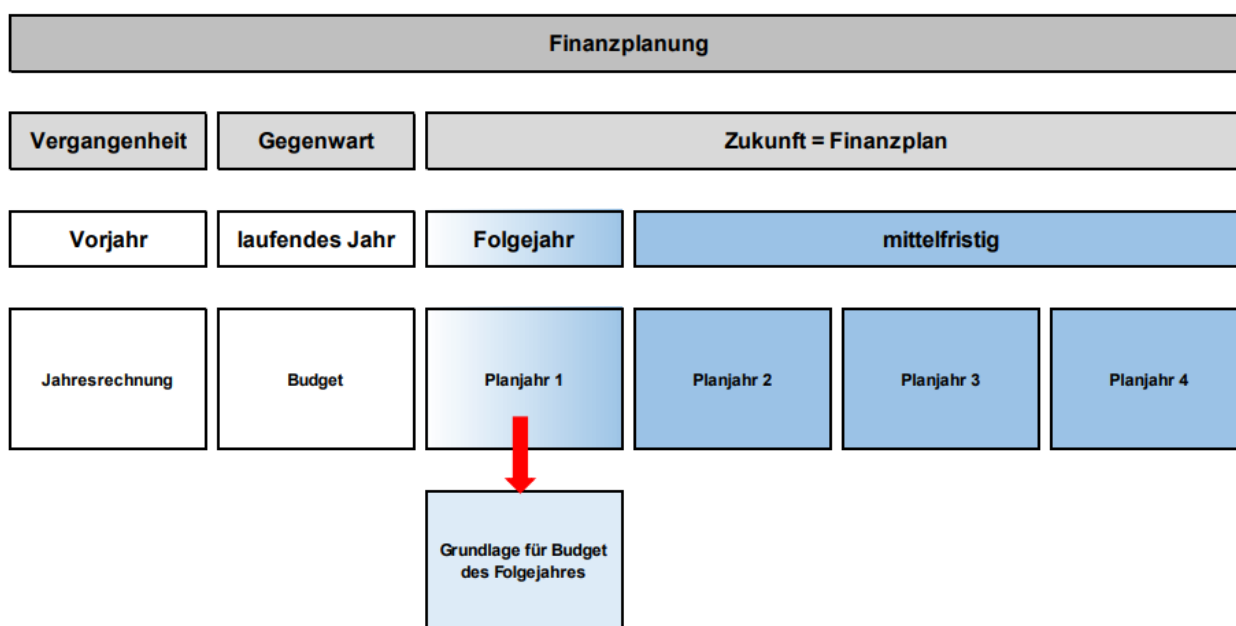 Finanzplanung
Vergangenheit
Gegenwart
Zukunft = Finanzplan
Vorjahr
laufendes Jahr
Folgejahr
mittelfristig
Jahresrechnung
Budget
Planjahr 1
Planjahr 2
Planjahr 3
Planjahr 4
Grundlage für Budget
des Folgejahres